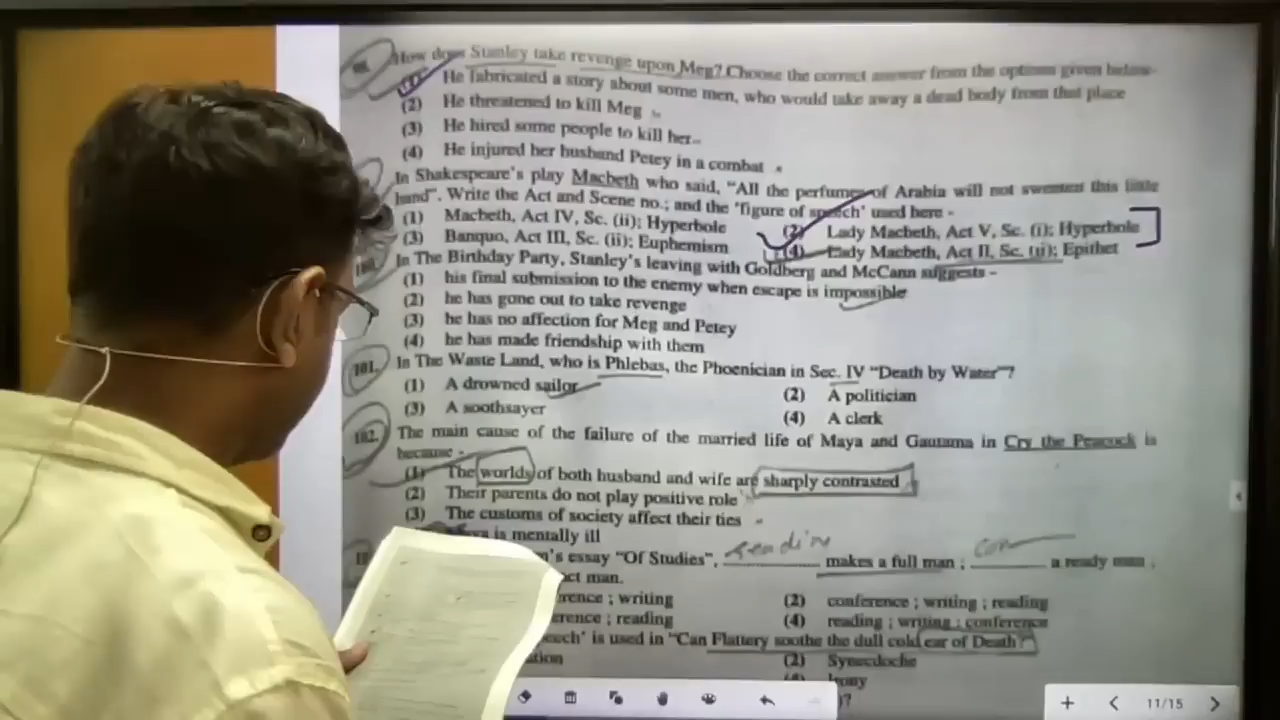 How does Stanley take revenge upon Meg? Choose the correct answer from the options given below-
He fabricated a story about some men, who would take away a dead body from that place
(2) He threatened to kill Meg
(3) He hired some people to kill her-
(4) He injured her husband Petey in a combat
In Shakespeare's play Macbeth who said, "All the perfumes of Arabia will not sweeten this little
hand". Write the Act and Scene no.; and the 'figure of speech' used here -
(1) Macbeth, Act IV, Sc. (ii); Hyperbole (2) Lady Macbeth, Act V, Sc. (i); Hyperbole
(3) Banquo, Act III, Sc. (ii); Euphemism (4) Lady Macbeth, Act II, Sc. (ii); Epithet
In The Birthday Party, Stanley's leaving with Goldberg and McCann suggests -
(1) his final submission to the enemy when escape is impossible
(2) he has gone out to take revenge
(3) he has no affection for Meg and Petey
(4) he has made friendship with them
101. In The Waste Land, who is Phlebas, the Phoenician in Sec. IV "Death by Water"?
(1) A drowned sailor (2) A politician
(3) A soothsayer (4) A clerk
102. The main cause of the failure of the married life of Maya and Gautama in Cry the Peacock is
because -
(1) The worlds of both husband and wife are sharply contrasted
(2) Their parents do not play positive role
(3) The customs of society affect their ties
is mentally ill
's essay "Of Studies", makes a full man ; a ready man ;
man.
; writing (2) conference ; writing ; reading
; reading (4) reading ; writing ; conference
is used in "Can Flattery soothe the dull cold ear of Death?"
(2) Synecdoche
Irony
11/15